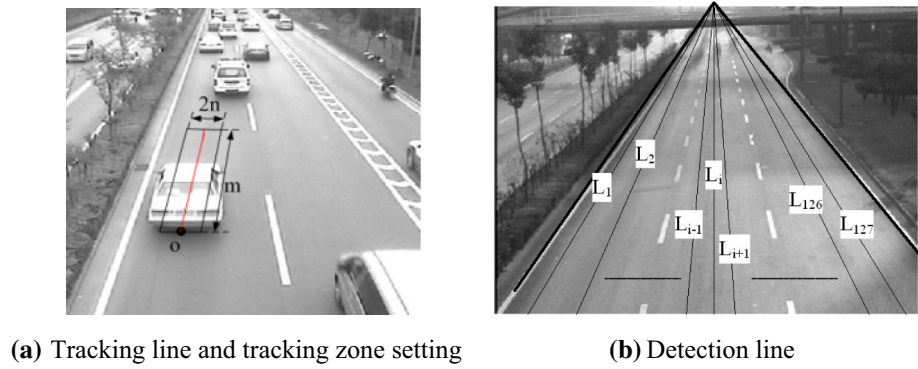 2n
m
o
L1
L2
Li
Li-1
Li+1
L126
L127
(a) Tracking line and tracking zone setting
(b) Detection line